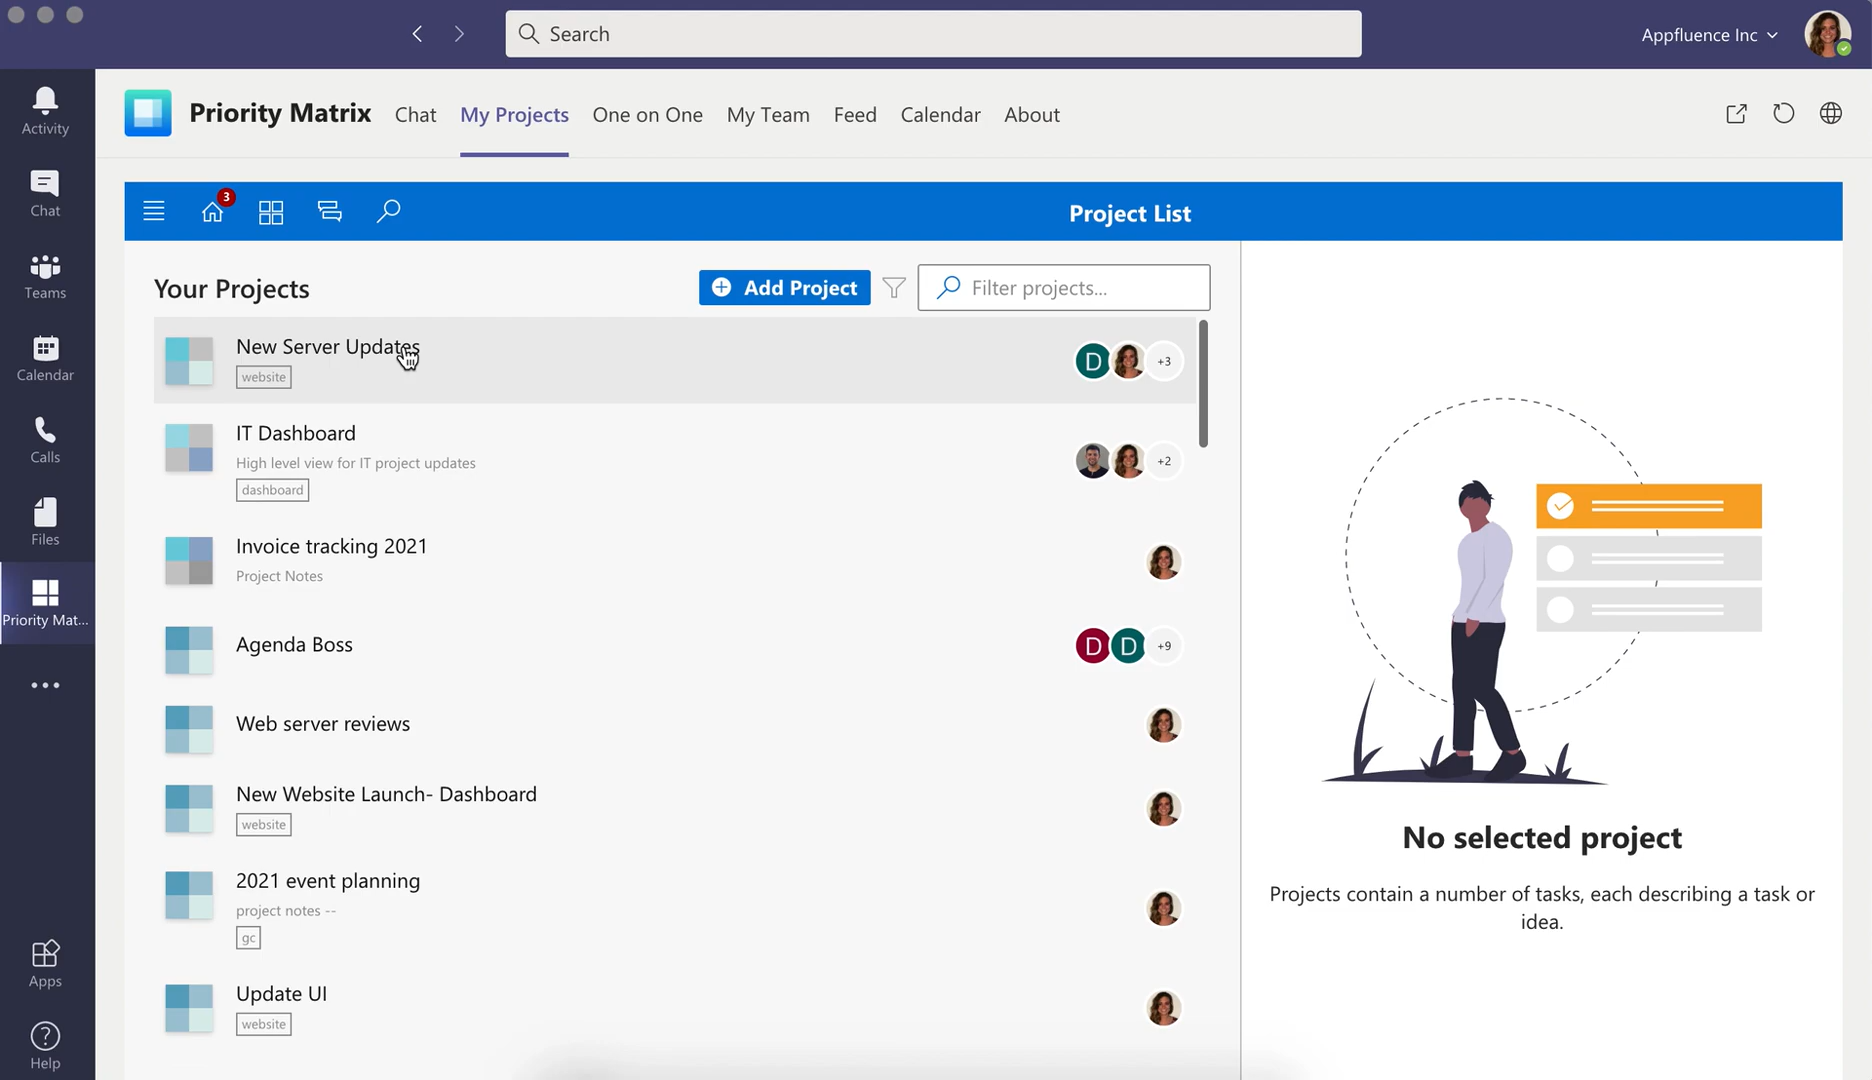 Search
Appfluence Inc
Activity
Chat
Teams
Calendar
Calls
Files
Priority Mat...
Apps
Help
Priority Matrix
Chat
My Projects
One on One
My Team
Feed
Calendar
About
3
Project List
Your Projects
Add Project
Filter projects...
New Server Updates
website
D
+3
IT Dashboard
High level view for IT project updates
dashboard
+2
Invoice tracking 2021
Project Notes
Agenda Boss
D
D
+9
Web server reviews
New Website Launch- Dashboard
website
2021 event planning
project notes --
gc
Update UI
website
No selected project
Projects contain a number of tasks, each describing a task or
idea.